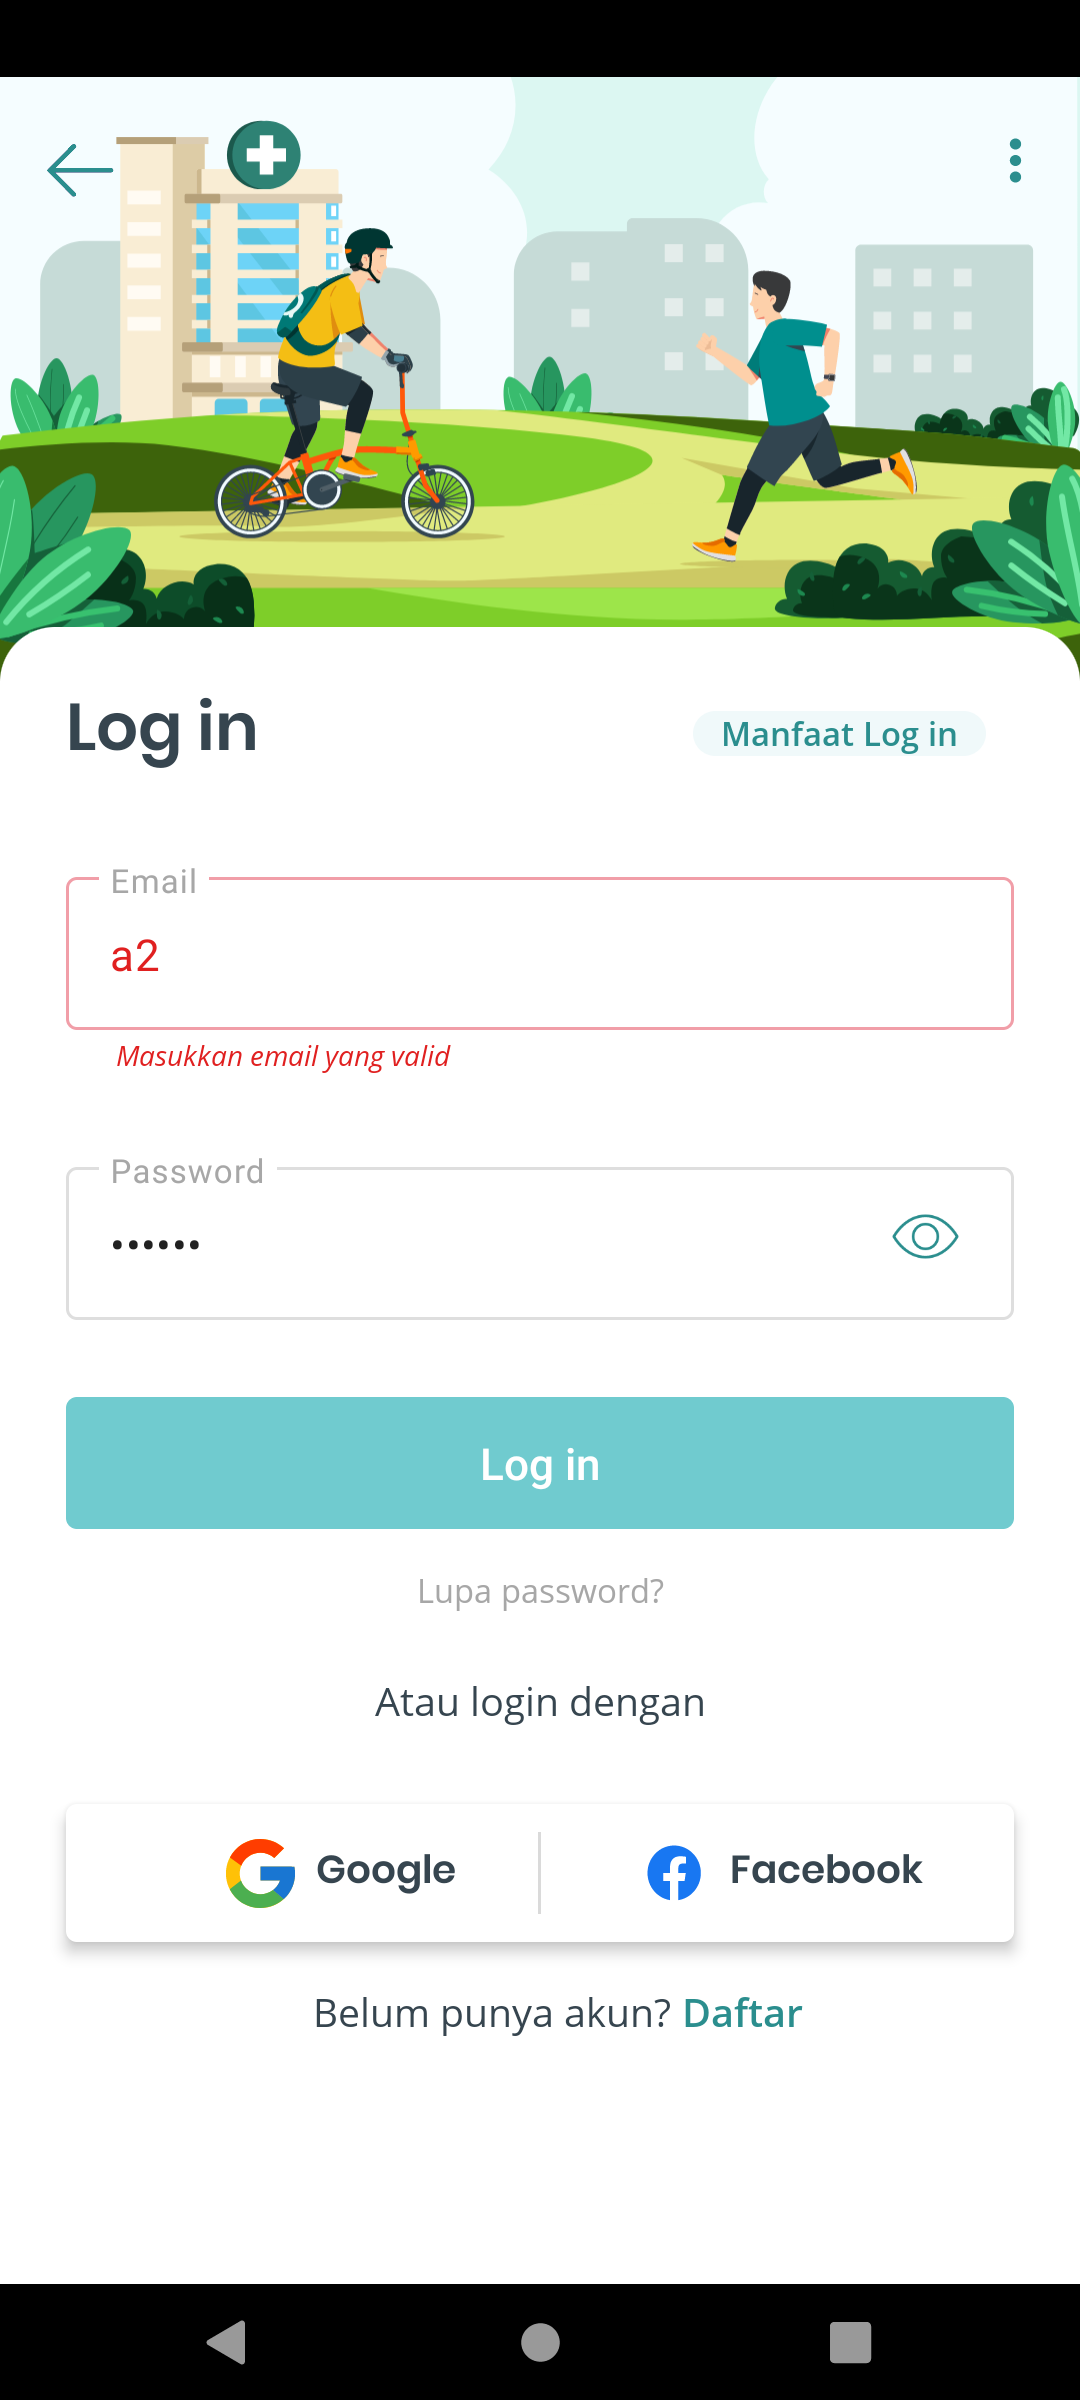 Log in
Manfaat Log in
Email
a2
Masukkan email yang valid
Password
••••••
Log in
Lupa password?
Atau login dengan
Google
Facebook
Belum punya akun? Daftar